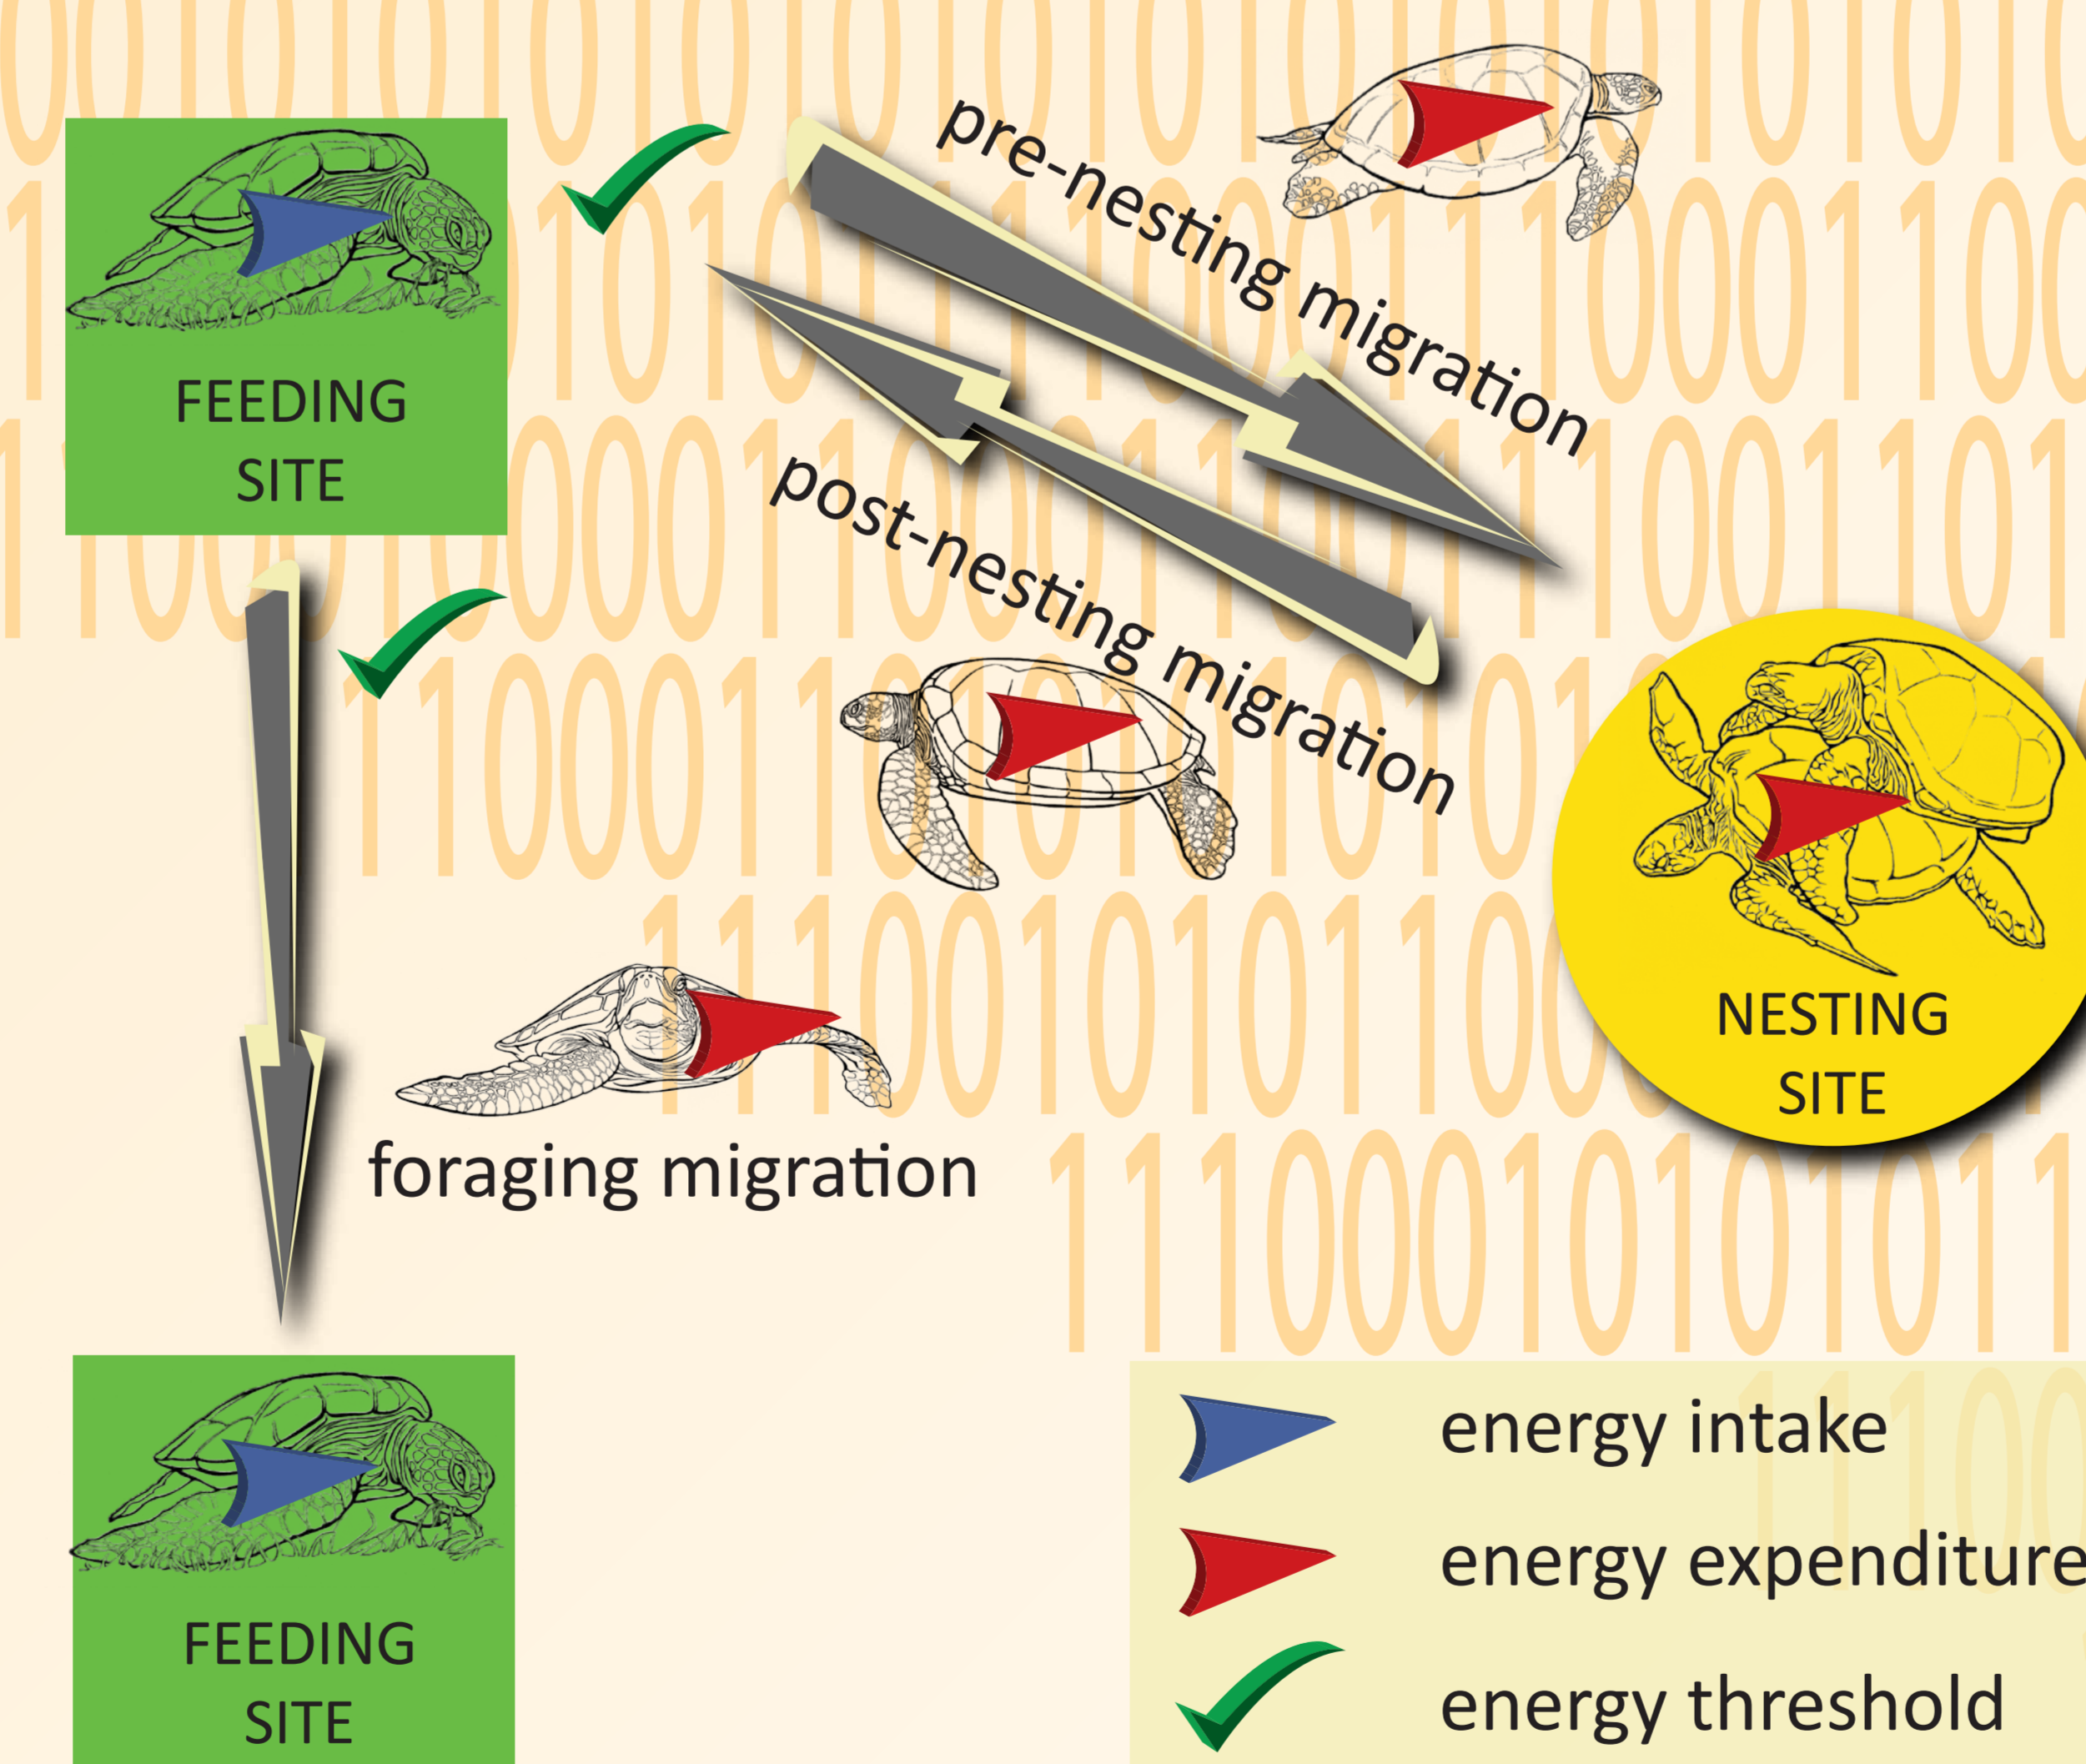 pre-nesting migration
FEEDING
SITE
post-nesting migration
NESTING
SITE
foraging migration
FEEDING
SITE
energy intake
energy expenditure
energy threshold